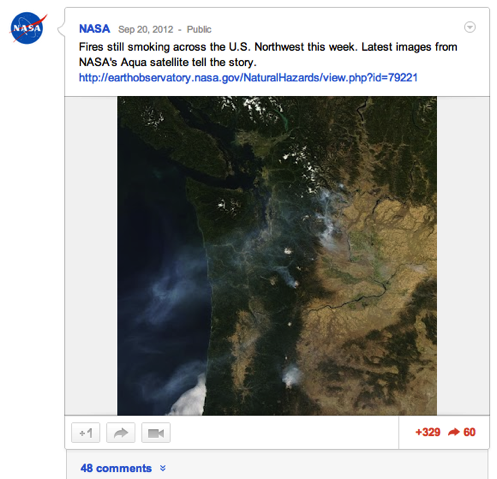 NASA
NASA Sep 20, 2012 - Public
Fires still smoking across the U.S. Northwest this week. Latest images from
NASA's Aqua satellite tell the story.
http://earthobservatory.nasa.gov/NaturalHazards/view.php?id=79221
+1
+329 60
48 comments